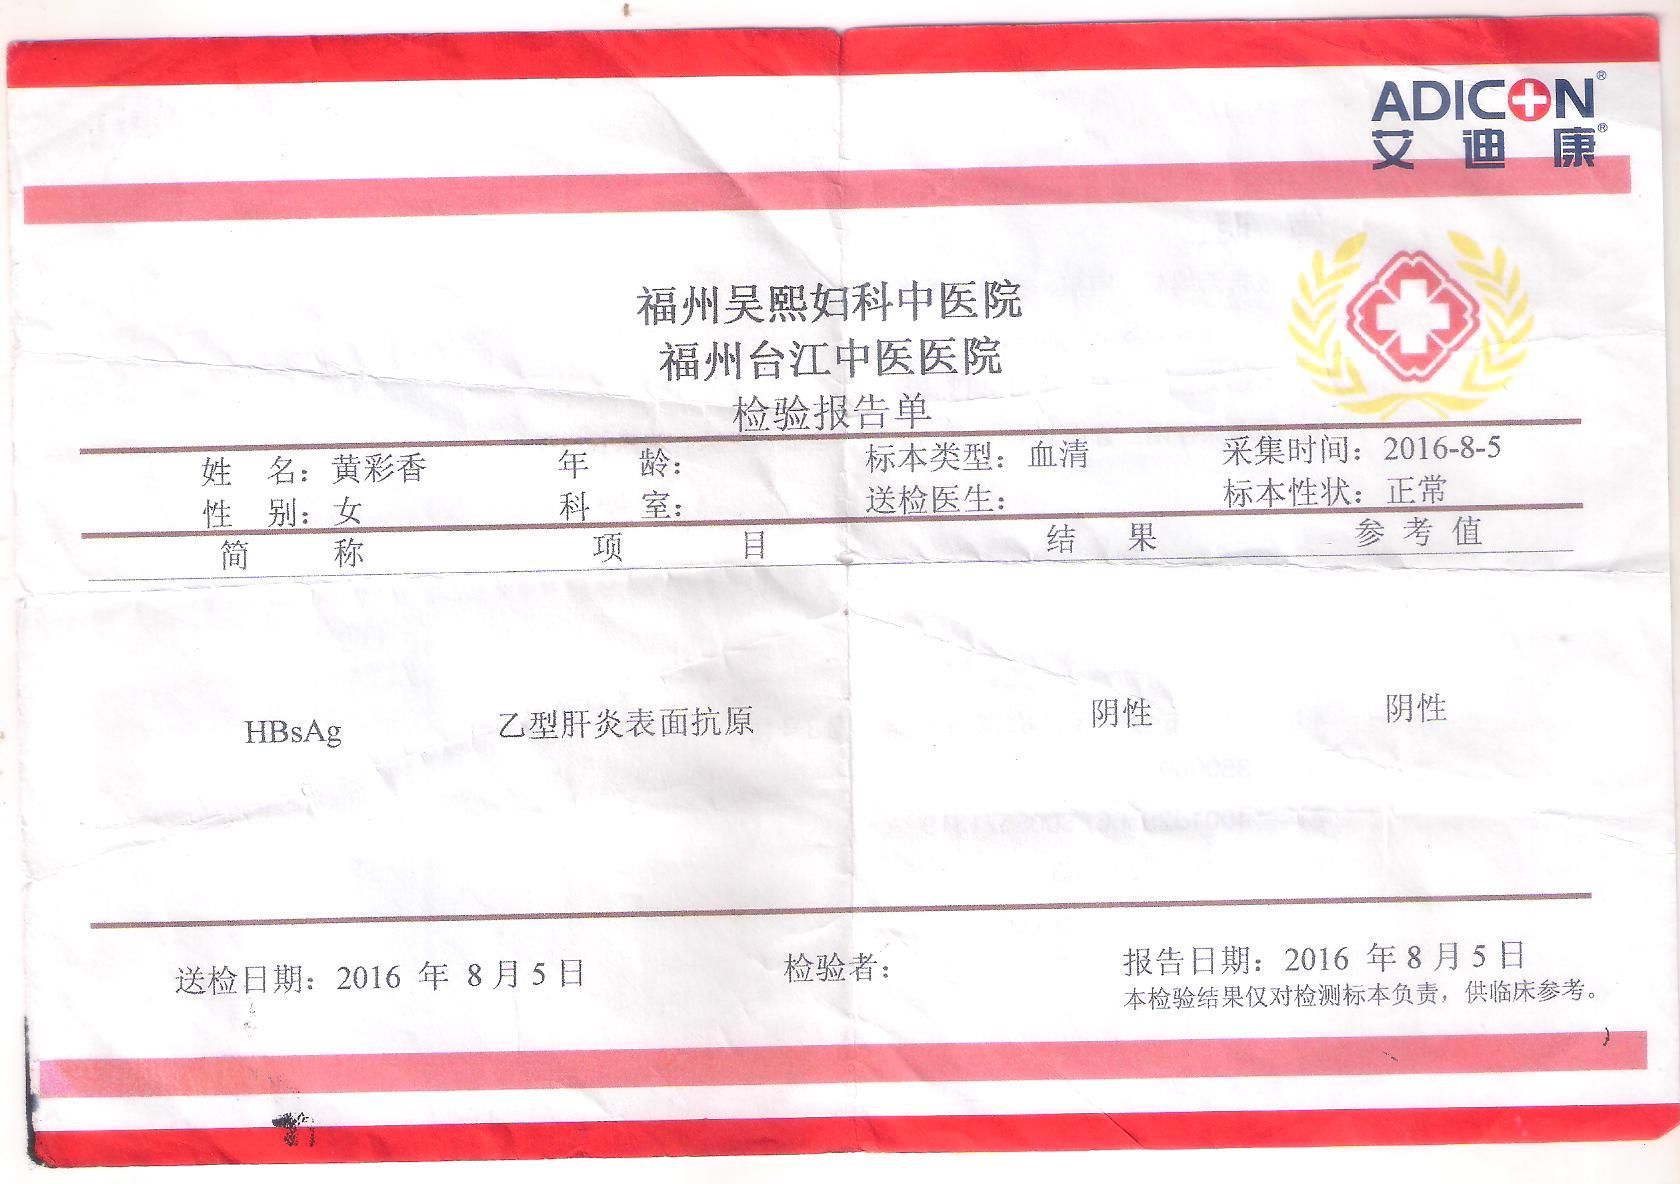 ADICON®
艾迪康®
福州吴熙妇科中医院
福州台江中医医院
检验报告单
姓 名：黄彩香 年 龄： 标本类型：血清 采集时间：2016-8-5
性 别：女 科 室： 送检医生： 标本性状：正常
简 称 项 目 结 果 参 考 值
HBsAg 乙型肝炎表面抗原 阴性 阴性
送检日期：2016 年 8 月 5 日 检验者： 报告日期：2016 年 8 月 5 日
本检验结果仅对检测标本负责，供临床参考。